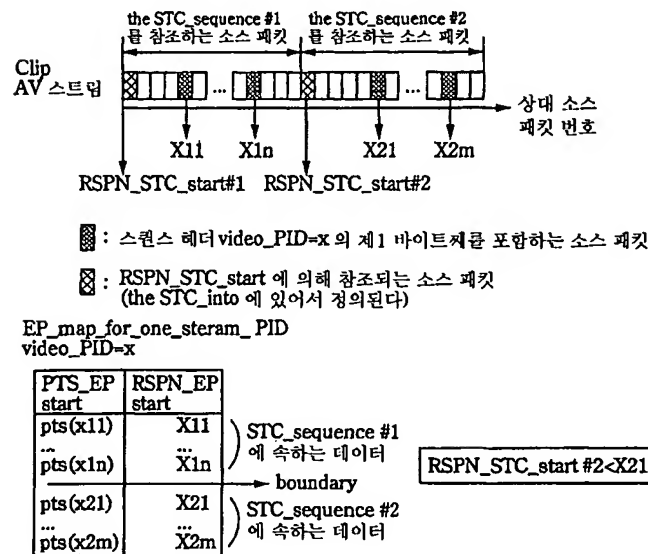 the STC_sequence #1
를 참조하는 소스 패킷
the STC_sequence #2
를 참조하는 소스 패킷
Clip
AV 스트림
...
...
상대 소스
패킷 번호
X11
X1n
X21
X2m
RSPN_STC_start#1
RSPN_STC_start#2
: 스퀀스 헤더 video_PID=x 의 제1 바이트째를 포함하는 소스 패킷
: RSPN_STC_start 에 의해 참조되는 소스 패킷
(the STC_into 에 있어서 정의된다)
EP_map_for_one_steram_ PID
video_PID=x
PTS_EP start
RSPN_EP start
pts(x11) X11
... ...
pts(x1n) X1n
STC_sequence #1
에 속하는 데이터
boundary
pts(x21) X21
... ...
pts(x2m) X2m
STC_sequence #2
에 속하는 데이터
RSPN_STC_start #2<X21